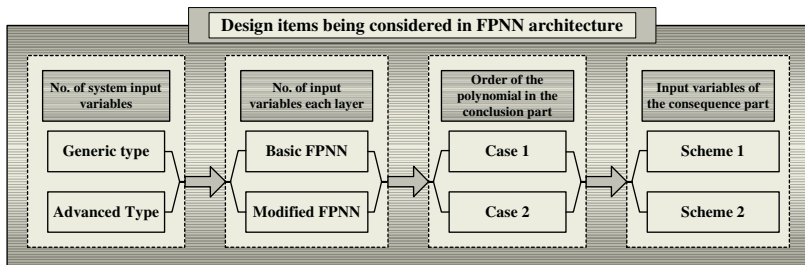 Design items being considered in FPNN architecture
No. of system input
variables
Generic type
Advanced Type
No. of input
variables each layer
Basic FPNN
Modified FPNN
Order of the
polynomial in the
conclusion part
Case 1
Case 2
Input variables of
the consequence part
Scheme 1
Scheme 2